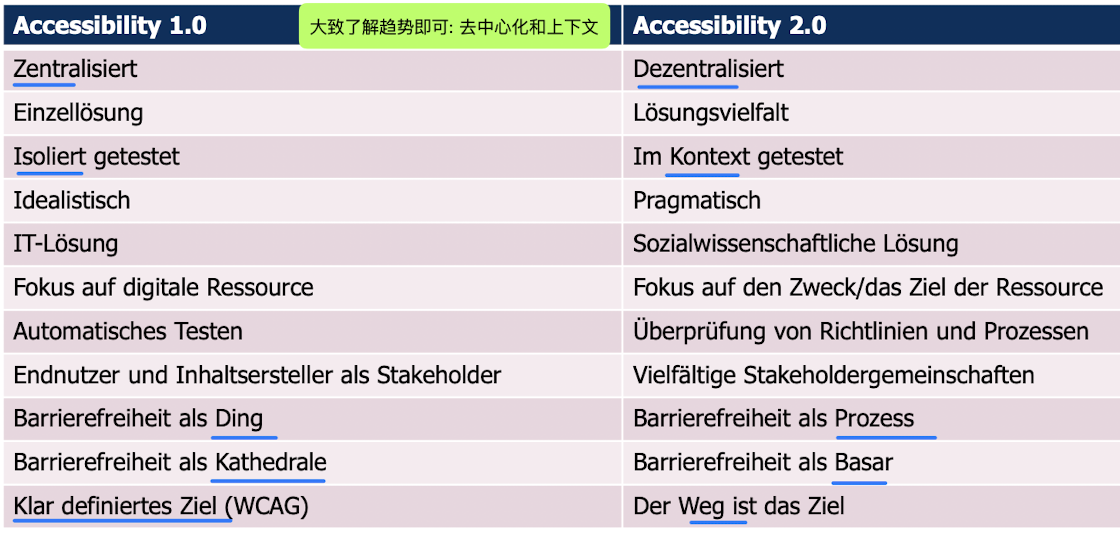 Accessibility 1.0
大致了解趋势即可: 去中心化和上下文
Accessibility 2.0
Zentralisiert
Dezentralisiert
Einzellösung
Lösungsvielfalt
Isoliert getestet
Im Kontext getestet
Idealistisch
Pragmatisch
IT-Lösung
Sozialwissenschaftliche Lösung
Fokus auf digitale Ressource
Fokus auf den Zweck/das Ziel der Ressource
Automatisches Testen
Überprüfung von Richtlinien und Prozessen
Endnutzer und Inhaltsersteller als Stakeholder
Vielfältige Stakeholdergemeinschaften
Barrierefreiheit als Ding
Barrierefreiheit als Prozess
Barrierefreiheit als Kathedrale
Barrierefreiheit als Basar
Klar definiertes Ziel (WCAG)
Der Weg ist das Ziel